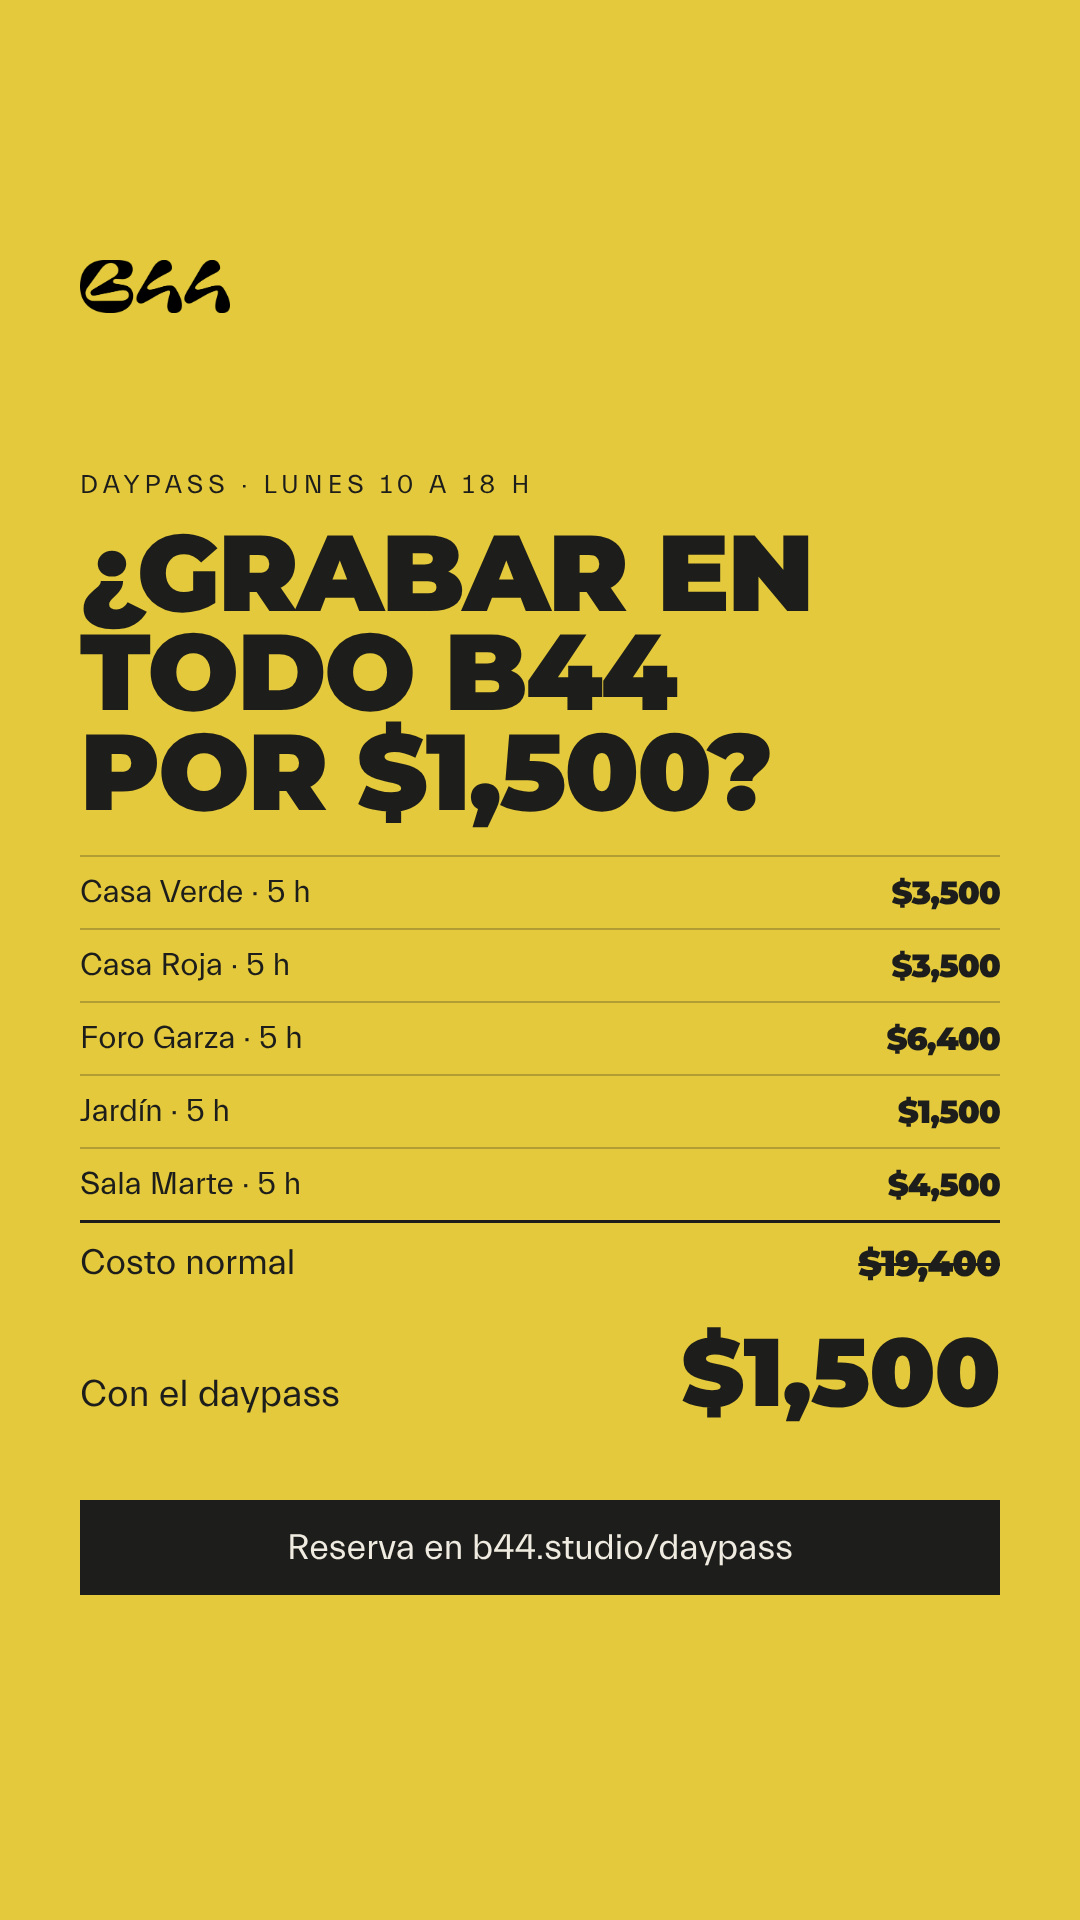 B44
DAYPASS · LUNES 10 A 18 H
¿GRABAR EN
TODO B44
POR $1,500?
Casa Verde · 5 h $3,500
Casa Roja · 5 h $3,500
Foro Garza · 5 h $6,400
Jardín · 5 h $1,500
Sala Marte · 5 h $4,500
Costo normal $19,400
Con el daypass $1,500
Reserva en b44.studio/daypass